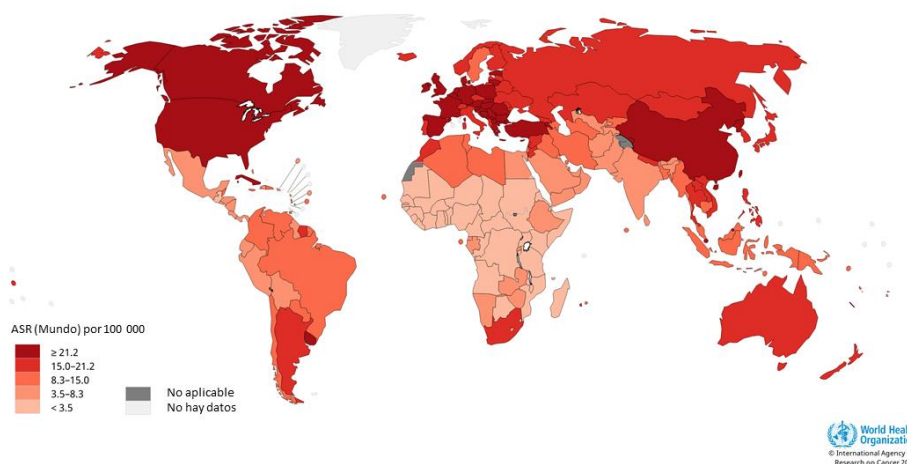 ASR (Mundo) por 100 000
≥ 21.2
15.0–21.2
8.3–15.0
3.5–8.3
< 3.5
No aplicable
No hay datos
World Heal
Organizatio
© International Agency
Research on Cancer 20